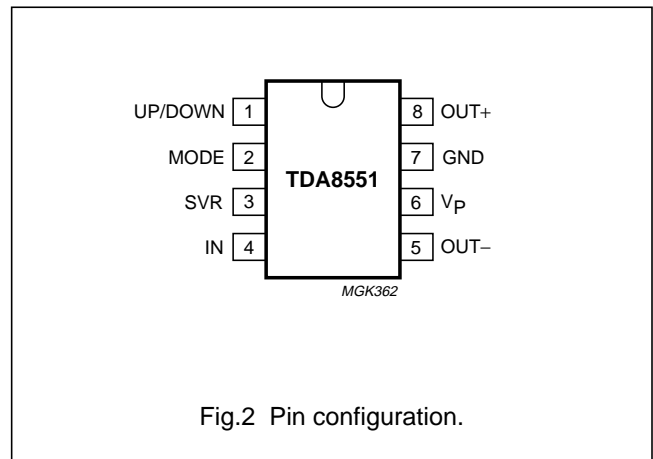 UP/DOWN 1 8 OUT+
MODE 2 7 GND
TDA8551
SVR 3 6 VP
IN 4 5 OUT−
MGK362
Fig.2 Pin configuration.